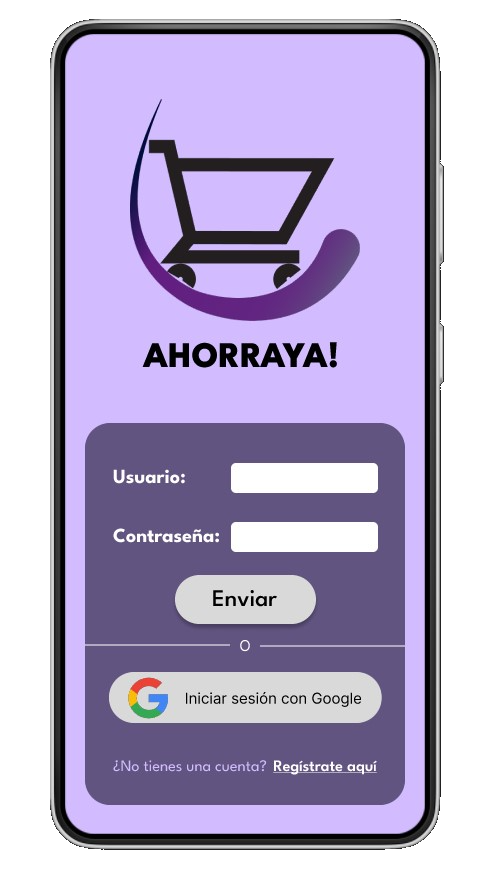 AHORRAYA!
Usuario:
Contraseña:
Enviar
O
Iniciar sesión con Google
¿No tienes una cuenta? Regístrate aquí